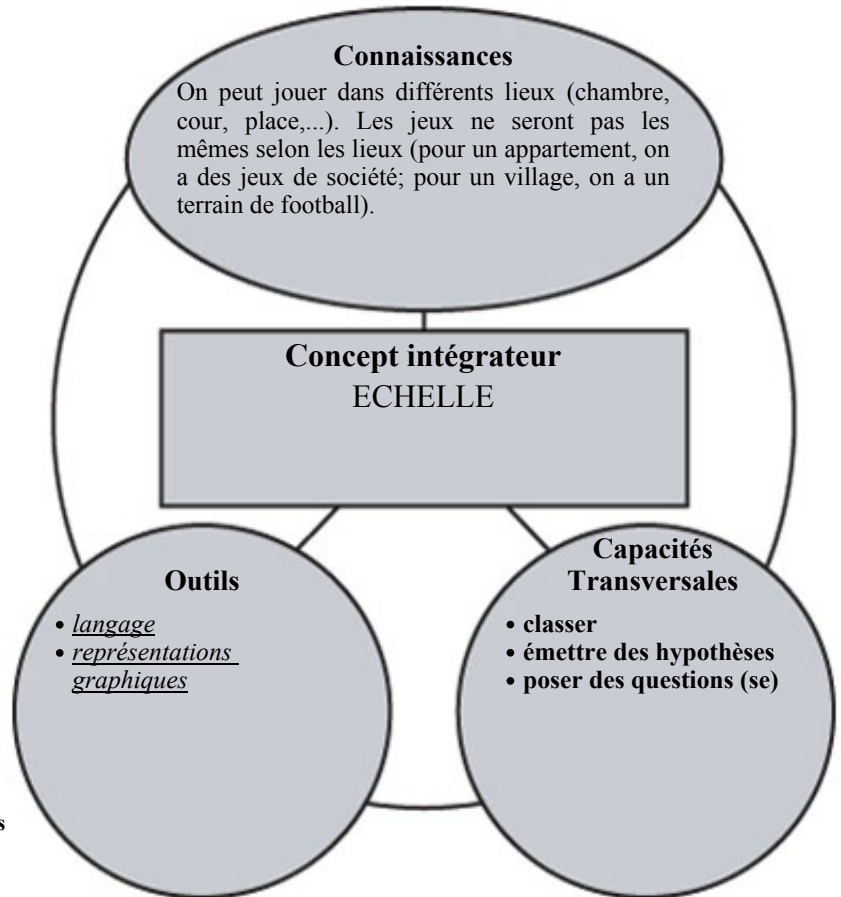 Connaissances
On peut jouer dans différents lieux (chambre,
cour, place,...). Les jeux ne seront pas les
mêmes selon les lieux (pour un appartement, on
a des jeux de société; pour un village, on a un
terrain de football).
Concept intégrateur
ECHELLE
Outils
• langage
• représentations
graphiques
Capacités
Transversales
• classer
• émettre des hypothèses
• poser des questions (se)
s